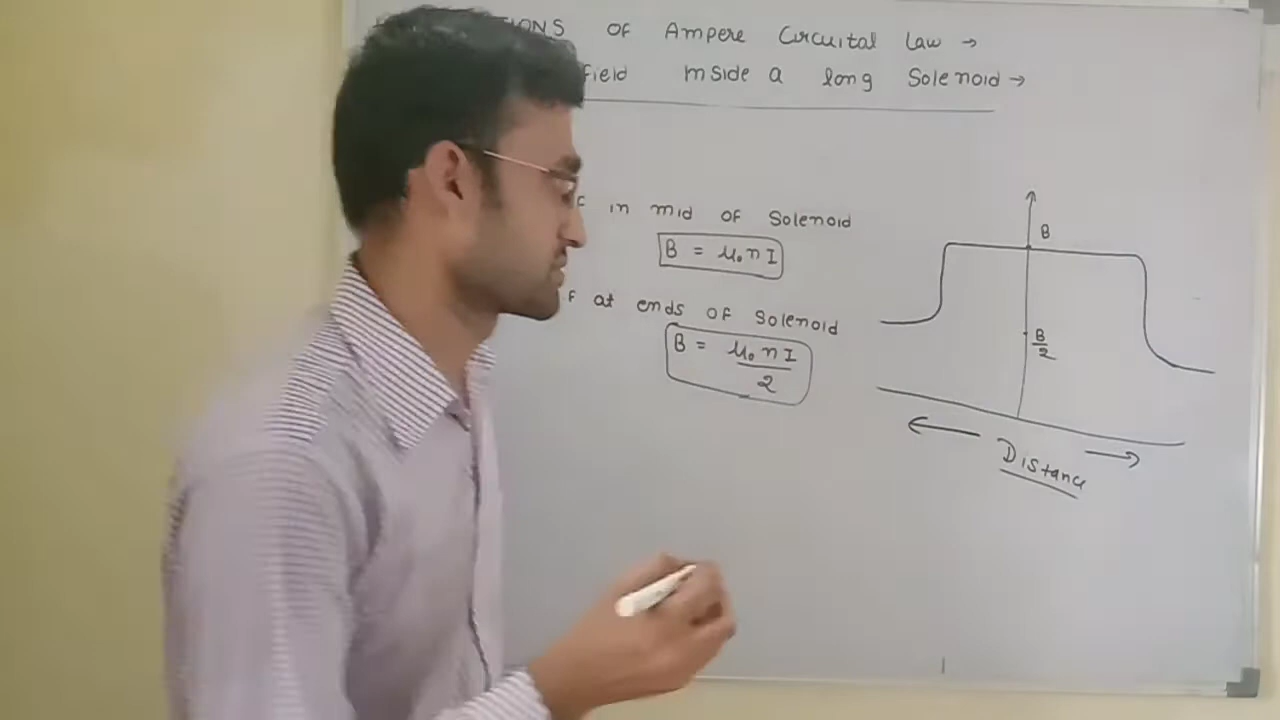 IONS OF Ampere Circuital Law →
field inside a long Solenoid →
F in mid OF Solenoid
B = μ₀nI
F at ends OF Solenoid
B = μ₀nI/2
B
B/2
← Distance →